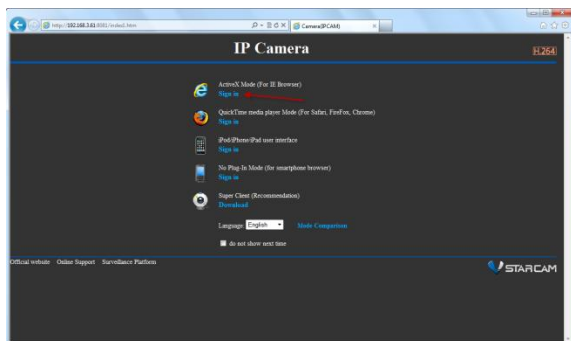 http://192.168.3.61:8081/index1.htm
Camera(IPCAM)
IP Camera
H.264
ActiveX Mode (For IE Browser)
Sign in
QuickTime media player Mode (For Safari, FireFox, Chrome)
Sign in
iPod/iPhone/iPad user interface
Sign in
No Plug-In Mode (for smartphone browser)
Sign in
Super Client (Recommendation)
Download
Language English Mode Comparison
do not show next time
Official website Online Support Surveillance Platform
VSTARCAM